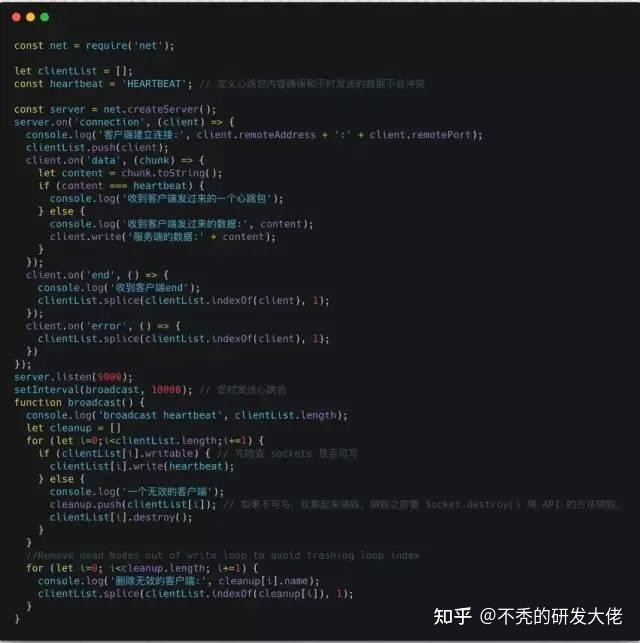 const net = require('net');
let clientList = [];
const heartbeat = 'HEARTBEAT'; // 定义心跳包内容确保和平时发送的数据不会冲突
const server = net.createServer();
server.on('connection', (client) => {
  console.log('客户端建立连接:', client.remoteAddress + ':' + client.remotePort);
  clientList.push(client);
  client.on('data', (chunk) => {
    let content = chunk.toString();
    if (content === heartbeat) {
      console.log('收到客户端发过来的一个心跳包');
    } else {
      console.log('收到客户端发过来的数据:', content);
      client.write('服务端的数据:' + content);
    }
  });
  client.on('end', () => {
    console.log('收到客户端end');
    clientList.splice(clientList.indexOf(client), 1);
  });
  client.on('error', () => {
    clientList.splice(clientList.indexOf(client), 1);
  })
});
server.listen(9000);
setInterval(broadcast, 10000); // 定时发送心跳包
function broadcast() {
  console.log('broadcast heartbeat', clientList.length);
  let cleanup = []
  for (let i=0;i<clientList.length;i+=1) {
    if (clientList[i].writable) { // 先检查 sockets 是否可写
      clientList[i].write(heartbeat);
    } else {
      console.log('一个无效的客户端');
      cleanup.push(clientList[i]); // 如果不可写，收集起来销毁。销毁之前要 Socket.destroy() 用 API 的方法销毁。
      clientList[i].destroy();
    }
  }
  //Remove dead Nodes out of write loop to avoid trashing loop index
  for (let i=0; i<cleanup.length; i+=1) {
    console.log('删除无效的客户端:', cleanup[i].name);
    clientList.splice(clientList.indexOf(cleanup[i]), 1);
  }
}
知乎 @不秃的研发大佬